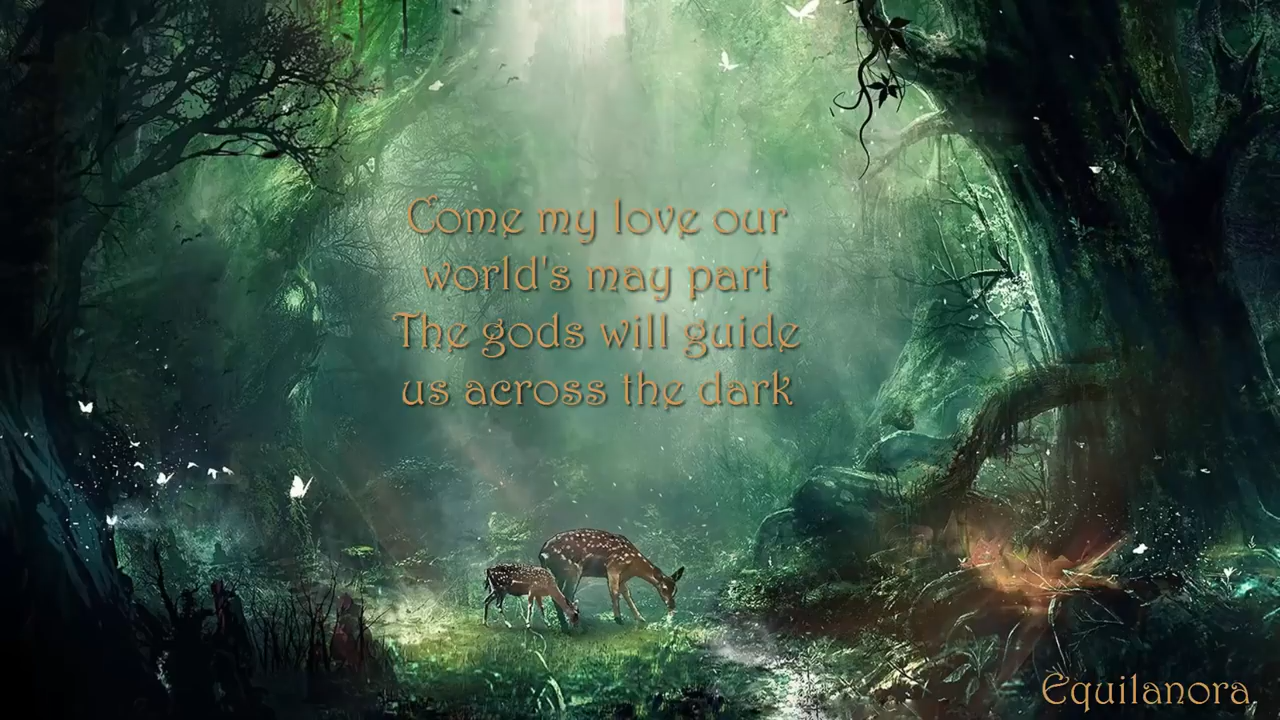 Come my love our
world's may part
The gods will guide
us across the dark
Equilanora